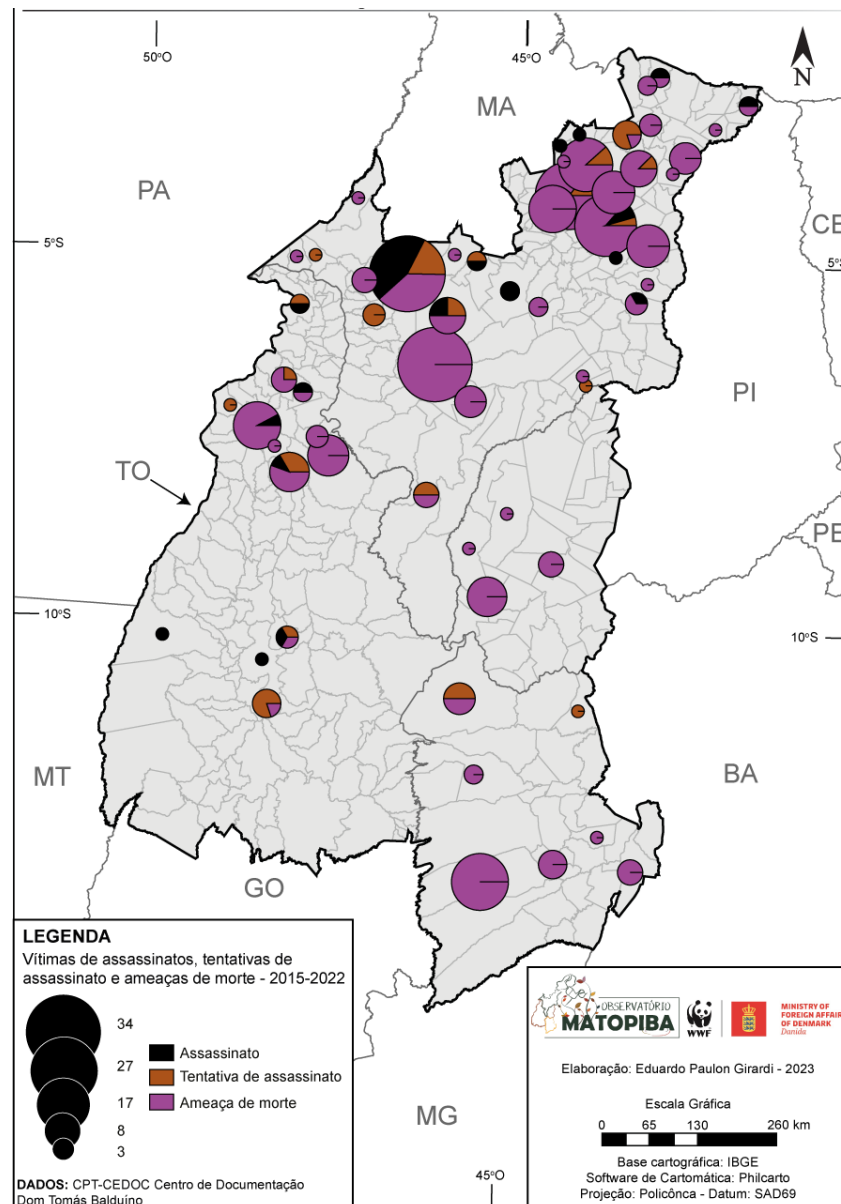 50ºO
45ºO
N
MA
PA
CE
5ºS
5ºS
PI
TO
PE
10ºS
10ºS
MT
BA
GO
MG
45ºO
LEGENDA
Vítimas de assassinatos, tentativas de
assassinato e ameaças de morte - 2015-2022
34
27
17
8
3
Assassinato
Tentativa de assassinato
Ameaça de morte
DADOS: CPT-CEDOC Centro de Documentação
Dom Tomás Balduíno
OBSERVATÓRIO
MATOPIBA
WWF
MINISTRY OF
FOREIGN AFFAIRS
OF DENMARK
Danida
Elaboração: Eduardo Paulon Girardi - 2023
Escala Gráfica
0 65 130 260 km
Base cartográfica: IBGE
Software de Cartomática: Philcarto
Projeção: Policônca - Datum: SAD69